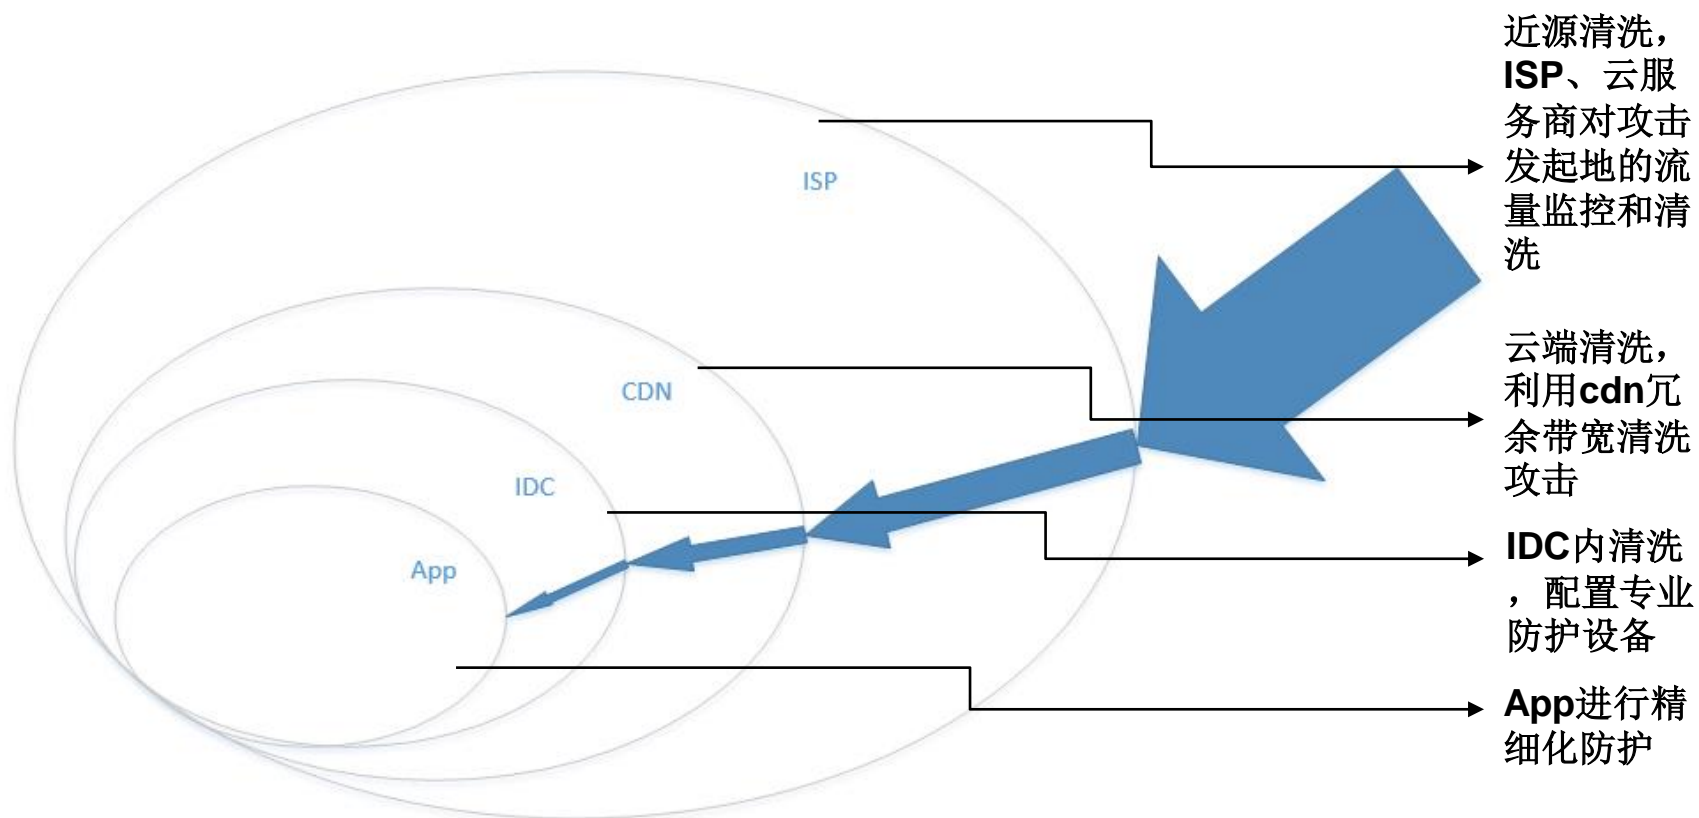 近源清洗，
ISP、云服
务商对攻击
发起地的流
量监控和清
洗
ISP
云端清洗，
利用cdn冗
余带宽清洗
攻击
CDN
IDC
IDC内清洗
，配置专业
防护设备
App
App进行精
细化防护